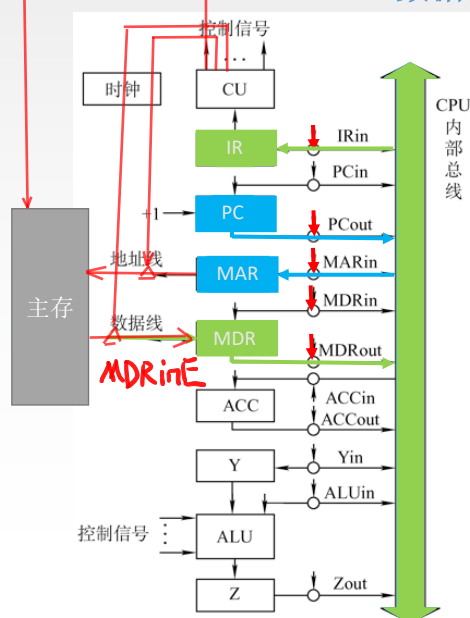 控制信号
...
时钟
CU
CPU
内
部
总
线
IR
IRin
PCin
+1
PC
PCout
地址线
MAR
MARin
主存
MDRin
数据线
MDR
MDRout
MDRinE
ACC
ACCin
ACCout
Y
Yin
ALUin
控制信号
ALU
Z
Zout